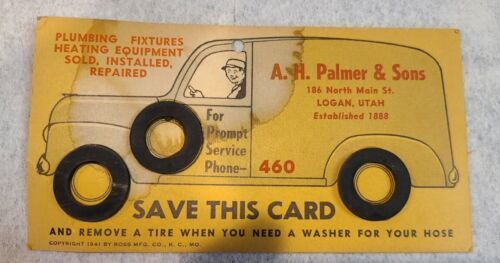 PLUMBING FIXTURES
HEATING EQUIPMENT
SOLD, INSTALLED,
REPAIRED
A. H. Palmer & Sons
186 North Main St.
LOGAN, UTAH
Established 1888
For
Prompt
Service
Phone— 460
SAVE THIS CARD
AND REMOVE A TIRE WHEN YOU NEED A WASHER FOR YOUR HOSE
COPYRIGHT 1941 BY ROSS MFG. CO., K. C., MO.